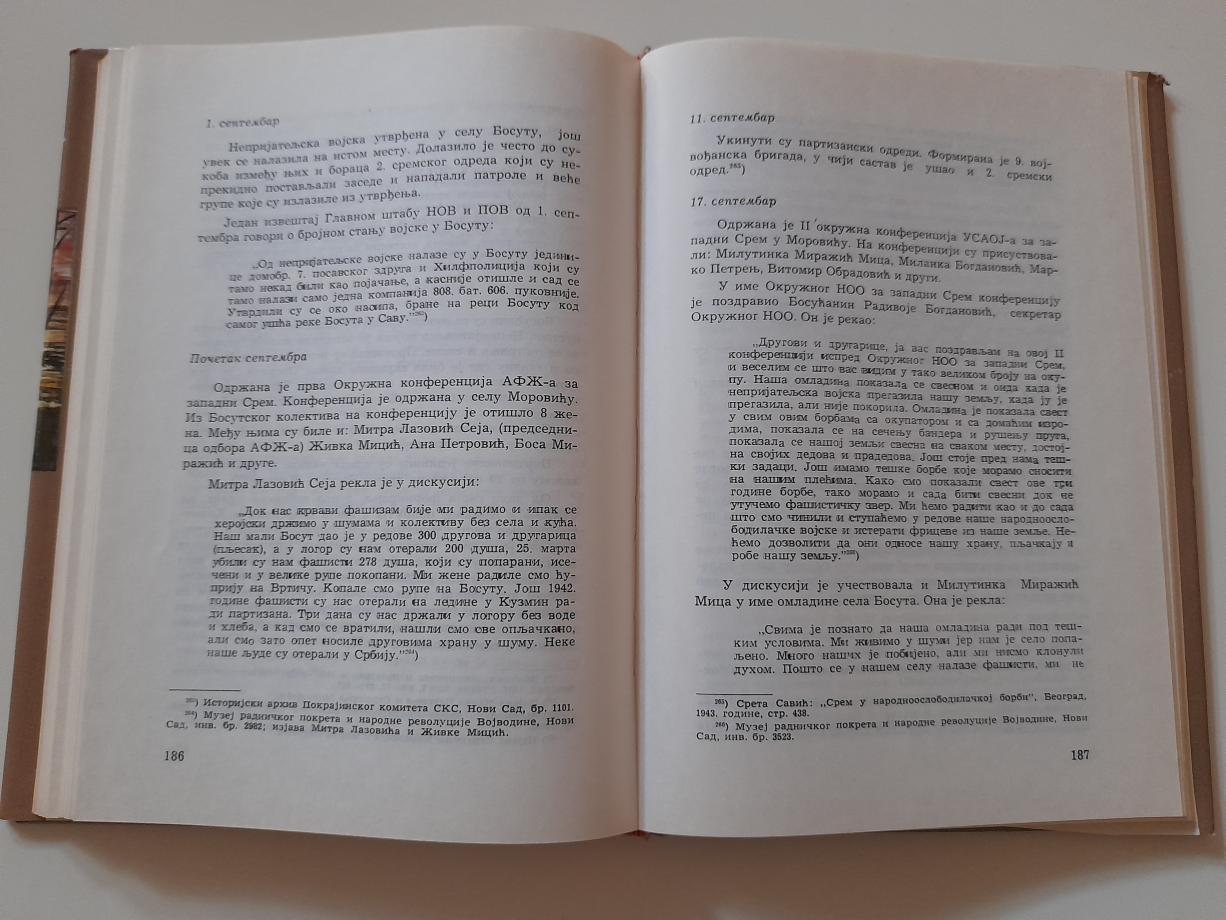 1. септембар
Непријатељска војска утврђена у селу Босуту, још
увек се налазила на истом месту. Долазило је често до су-
коба између њих и бораца 2. сремског одреда који су не-
прекидно постављали заседе и нападали патроле и веће
групе које су излазиле из утврђења.
Један извештај Главном штабу НОВ и ПОВ од 1. сеп-
тембра говори о бројном стању војске у Босуту:
„Од непријатељске војске налазе су у Босуту једини-
це домобр. 7. посавског здруга и Хилфполиција који су
тамо некад били као појачање, а касније отишле и сад се
тамо налази само једна компанија 808. бат. 606. пуковније.
Утврдили су се око насипа, бране на реци Босуту код
самог ушћа реке Босута у Саву."²⁶³)
Почетак септембра
Одржана је прва Окружна конференција АФЖ-а за
западни Срем. Конференција је одржана у селу Моровићу.
Из Босутског колектива на конференцију је отишло 8 же-
на. Међу њима су биле и: Митра Лазовић Сеја, (председни-
ца одбора АФЖ-а) Живка Мицић, Ана Петровић, Боса Ми-
ражић и друге.
Митра Лазовић Сеја рекла је у дискусији:
„Док нас крвави фашизам бије ми радимо и ипак се
херојски држимо у шумама и колективу без села и кућа.
Наш мали Босут дао је у редове 300 другова и другарица
(пљесак), а у логор су нам отерали 200 душа, 25. марта
убили су нам фашисти 278 душа, који су попарани, исе-
чени и у велике рупе покопани. Ми жене радиле смо ћу-
прију на Вртичу. Копале смо рупе на Босуту. Још 1942.
године фашисти су нас отерали на ледине у Кузмин ра-
ди партизана. Три дана су нас држали у логору без воде
и хлеба, а кад смо се вратили, нашли смо све опљачкано,
али смо зато опет носиле друговима храну у шуму. Неке
наше људе су отерали у Србију."²⁶⁴)
²⁶³) Историјски архив Покрајинског комитета СКС, Нови Сад, бр. 1101.
²⁶⁴) Музеј радничког покрета и народне револуције Војводине, Нови
Сад, инв. бр. 2982; изјава Митра Лазовића и Живке Мицић.
186
11. септембар
Укинути су партизански одреди. Формирана је 9. вој-
вођанска бригада, у чији састав је ушао и 2. сремски
одред.²⁶⁵)
17. септембар
Одржана је II окружна конференција УСАОЈ-а за за-
падни Срем у Моровићу. На конференцији су присуствова-
ли: Милутинка Миражић Мица, Миланка Богдановић, Мар-
ко Петрењ, Витомир Обрадовић и други.
У име Окружног НОО за западни Срем конференцију
је поздравио Босућанин Радивоје Богдановић, секретар
Окружног НОО. Он је рекао:
„Другови и другарице, ја вас поздрављам на овој II
конференцији испред Окружног НОО за западни Срем,
и веселим се што вас видим у тако великом броју на оку-
пу. Наша омладина показала се свесном и онда када је
непријатељска војска прегазила нашу земљу, када ју је
прегазила, али није покорила. Омладина је показала свест
у свим овим борбама са окупатором и са домаћим изро-
дима, показала се на сечењу бандера и рушењу пруга,
показала се нашој земљи свесна на сваком месту, достој-
на својих дедова и прадедова. Још стоје пред нама теш-
ки задаци. Још имамо тешке борбе које морамо сносити
на нашим плећима. Како смо показали свест ове три
године борбе, тако морамо и сада бити свесни док не
утучемо фашистичку звер. Ми ћемо радити као и до сада
што смо чинили и ступаћемо у редове наше народноосло-
бодилачке војске и истерати фрицеве из наше земље. Не-
ћемо дозволити да они односе нашу храну, пљачкају и
робе нашу земљу."²⁶⁶)
У дискусији је учествовала и Милутинка Миражић
Мица у име омладине села Босута. Она је рекла:
„Свима је познато да наша омладина ради под теш-
ким условима. Ми живимо у шуми јер нам је село попа-
љено. Много наших је побијено, али ми нисмо клонули
духом. Пошто се у нашем селу налазе фашисти, ми не
²⁶⁵) Срета Савић: „Срем у народноослободилачкој борби", Београд,
1943. године, стр. 438.
²⁶⁶) Музеј радничког покрета и народне револуције Војводине, Нови
Сад, инв. бр. 3523.
187